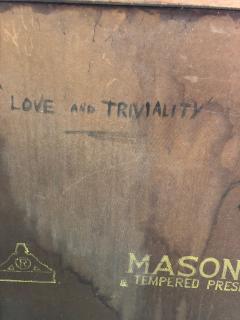 LOVE AND TRIVIALITY
MASON
& TEMPERED PRES
®